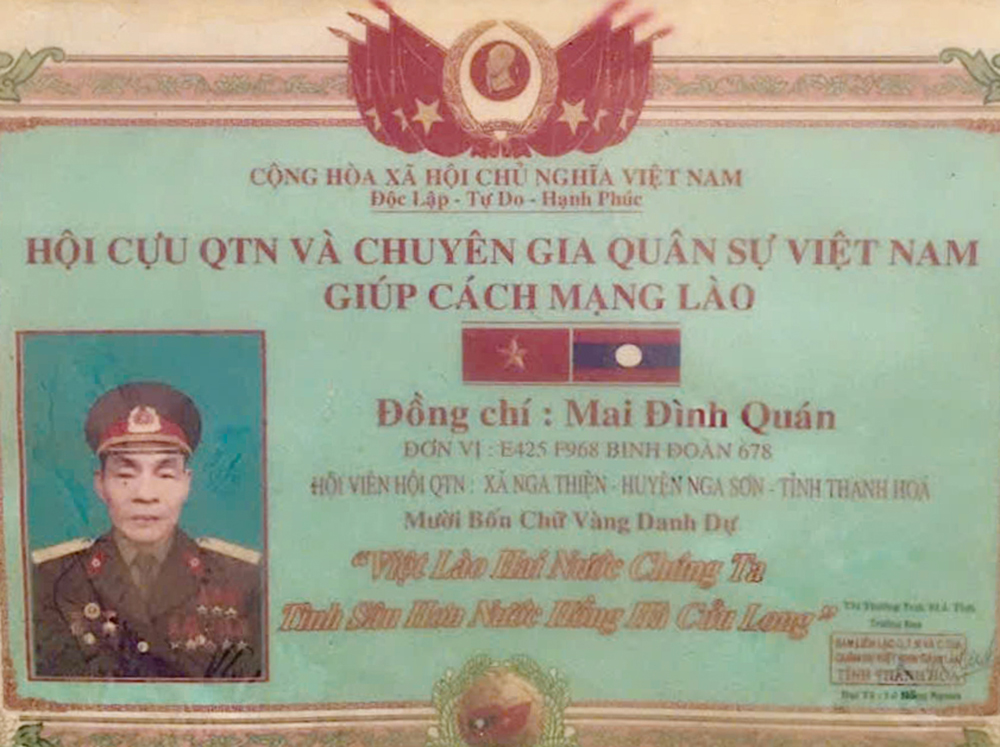 CỘNG HÒA XÃ HỘI CHỦ NGHĨA VIỆT NAM
Độc Lập - Tự Do - Hạnh Phúc
HỘI CỰU QTN VÀ CHUYÊN GIA QUÂN SỰ VIỆT NAM
GIÚP CÁCH MẠNG LÀO
Đồng chí : Mai Đình Quán
ĐƠN VỊ : E425 F968 BINH ĐOÀN 678
HỘI VIÊN HỘI QTN : XÃ NGA THIỆN - HUYỆN NGA SƠN - TỈNH THANH HOÁ
Mười Bốn Chữ Vàng Danh Dự
"Việt Lào Hai Nước Chúng Ta
Tình Sâu Hơn Nước Hồng Hà Cửu Long"
Trưởng Ban
TỈNH THANH HÓA